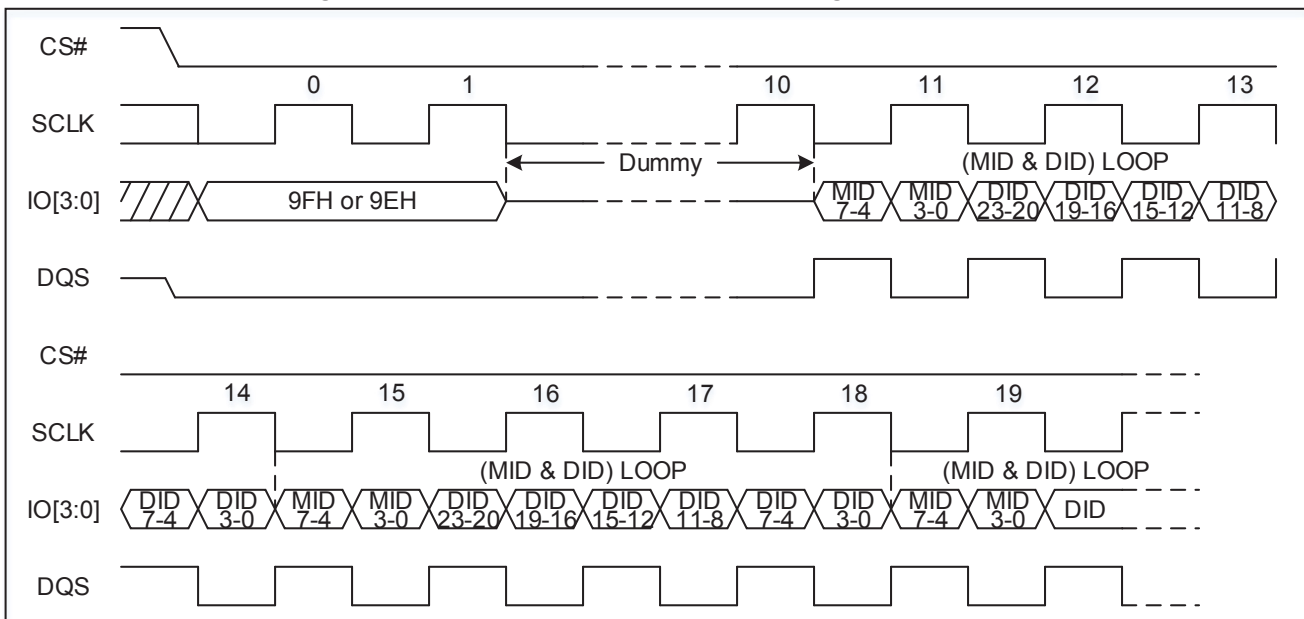 CS#
0 1 10 11 12 13
SCLK
Dummy (MID & DID) LOOP
IO[3:0] 9FH or 9EH MID 7-4 MID 3-0 DID 23-20 DID 19-16 DID 15-12 DID 11-8
DQS
CS#
14 15 16 17 18 19
SCLK
(MID & DID) LOOP (MID & DID) LOOP
IO[3:0] DID 7-4 DID 3-0 MID 7-4 MID 3-0 DID 23-20 DID 19-16 DID 15-12 DID 11-8 DID 7-4 DID 3-0 MID 7-4 MID 3-0 DID
DQS